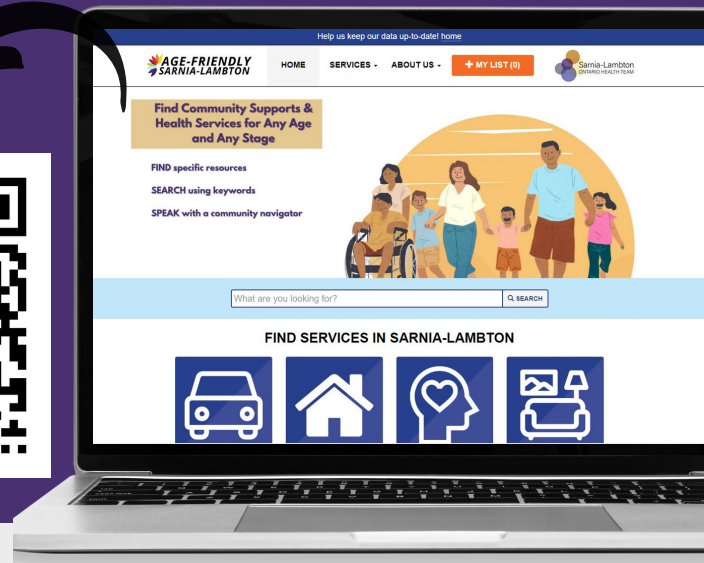 Help us keep our data up-to-date! home
AGE-FRIENDLY
SARNIA-LAMBTON
HOME
SERVICES
ABOUT US
+ MY LIST (0)
Sarnia-Lambton
ONTARIO HEALTH TEAM
Find Community Supports &
Health Services for Any Age
and Any Stage
FIND specific resources
SEARCH using keywords
SPEAK with a community navigator
What are you looking for?
SEARCH
FIND SERVICES IN SARNIA-LAMBTON